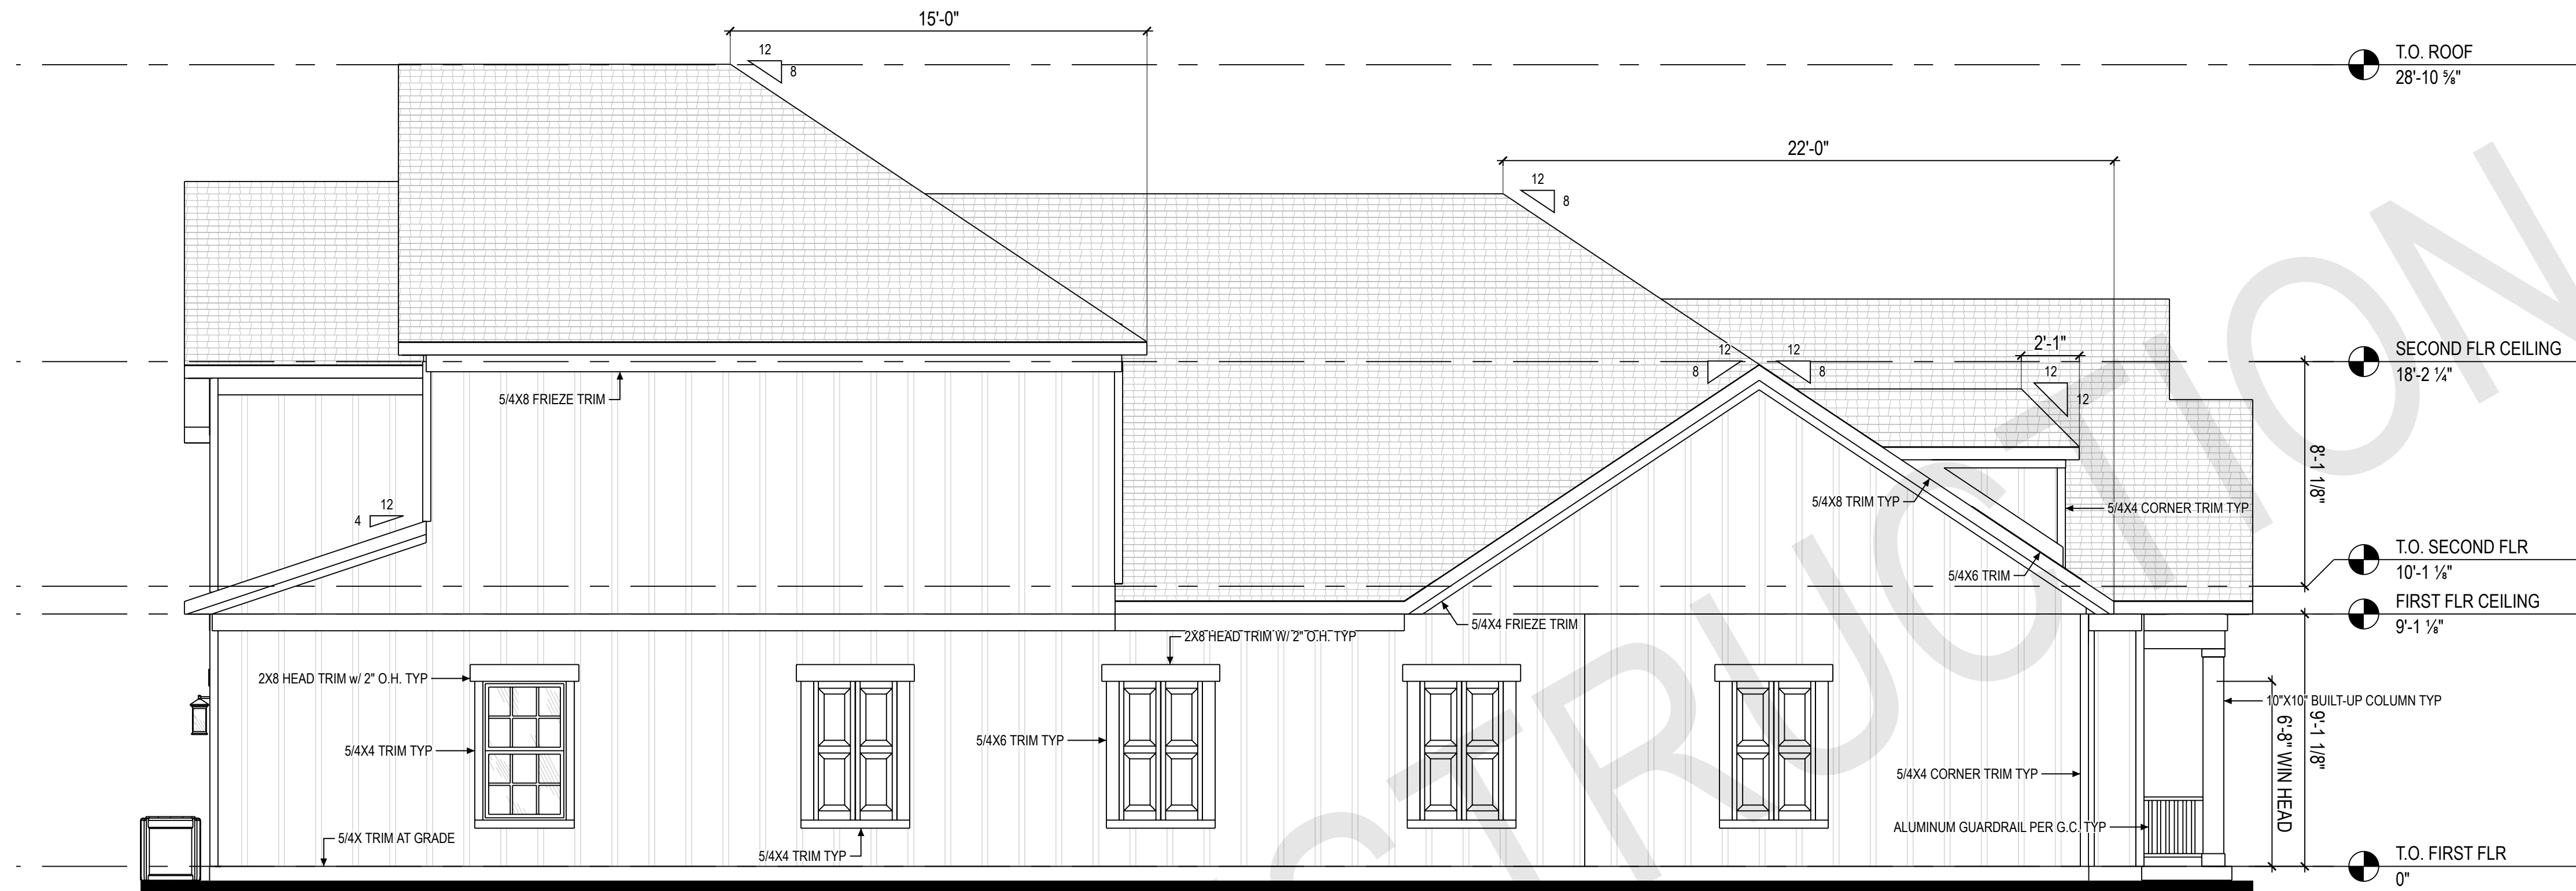 15'-0"
12
8
T.O. ROOF
28'-10 ⅝"
22'-0"
12
8
2'-1"
12
12
8
12
8
12
SECOND FLR CEILING
18'-2 ¼"
5/4X8 FRIEZE TRIM
8'-1 1/8"
5/4X8 TRIM TYP
5/4X4 CORNER TRIM TYP
12
4
T.O. SECOND FLR
10'-1 ⅛"
5/4X6 TRIM
FIRST FLR CEILING
9'-1 ⅛"
5/4X4 FRIEZE TRIM
2X8 HEAD TRIM W/ 2" O.H. TYP
2X8 HEAD TRIM w/ 2" O.H. TYP
10"X10" BUILT-UP COLUMN TYP
5/4X4 TRIM TYP
5/4X6 TRIM TYP
6'-8" WIN HEAD
9'-1 1/8"
5/4X4 CORNER TRIM TYP
5/4X TRIM AT GRADE
ALUMINUM GUARDRAIL PER G.C. TYP
5/4X4 TRIM TYP
T.O. FIRST FLR
0"
STRUCTION